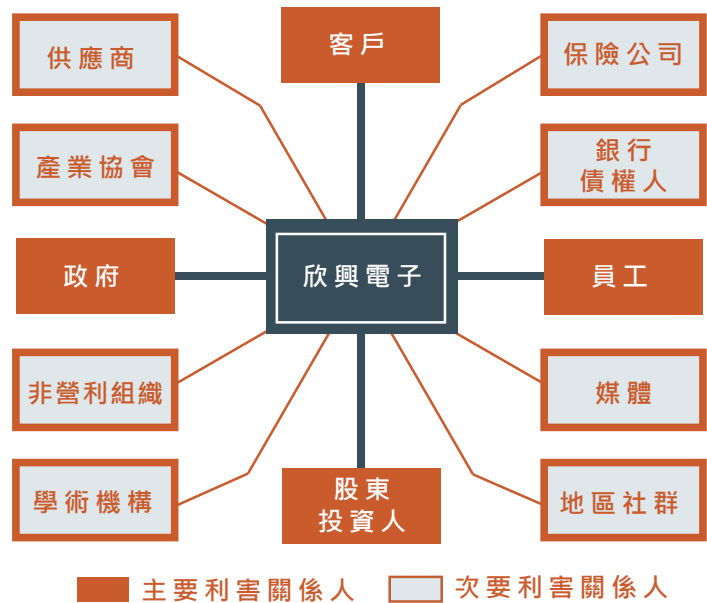 供應商
客戶
保險公司
產業協會
銀行
債權人
政府
欣興電子
員工
非營利組織
媒體
學術機構
股東
投資人
地區社群
主要利害關係人
次要利害關係人